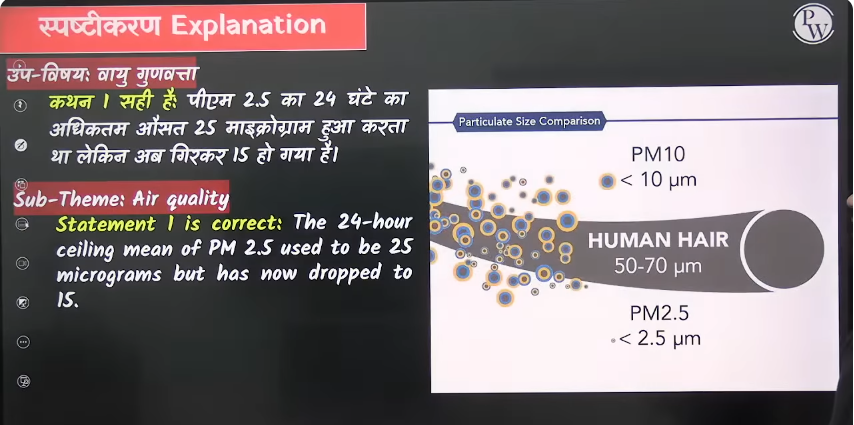 स्पष्टीकरण Explanation
PW
उप-विषय: वायु गुणवत्ता
कथन 1 सही है: पीएम 2.5 का 24 घंटे का
अधिकतम औसत 25 माइक्रोग्राम हुआ करता
था लेकिन अब गिरकर 15 हो गया है।
Sub-Theme: Air quality
Statement 1 is correct: The 24-hour
ceiling mean of PM 2.5 used to be 25
micrograms but has now dropped to
15.
Particulate Size Comparison
PM10
< 10 µm
HUMAN HAIR
50-70 µm
PM2.5
< 2.5 µm